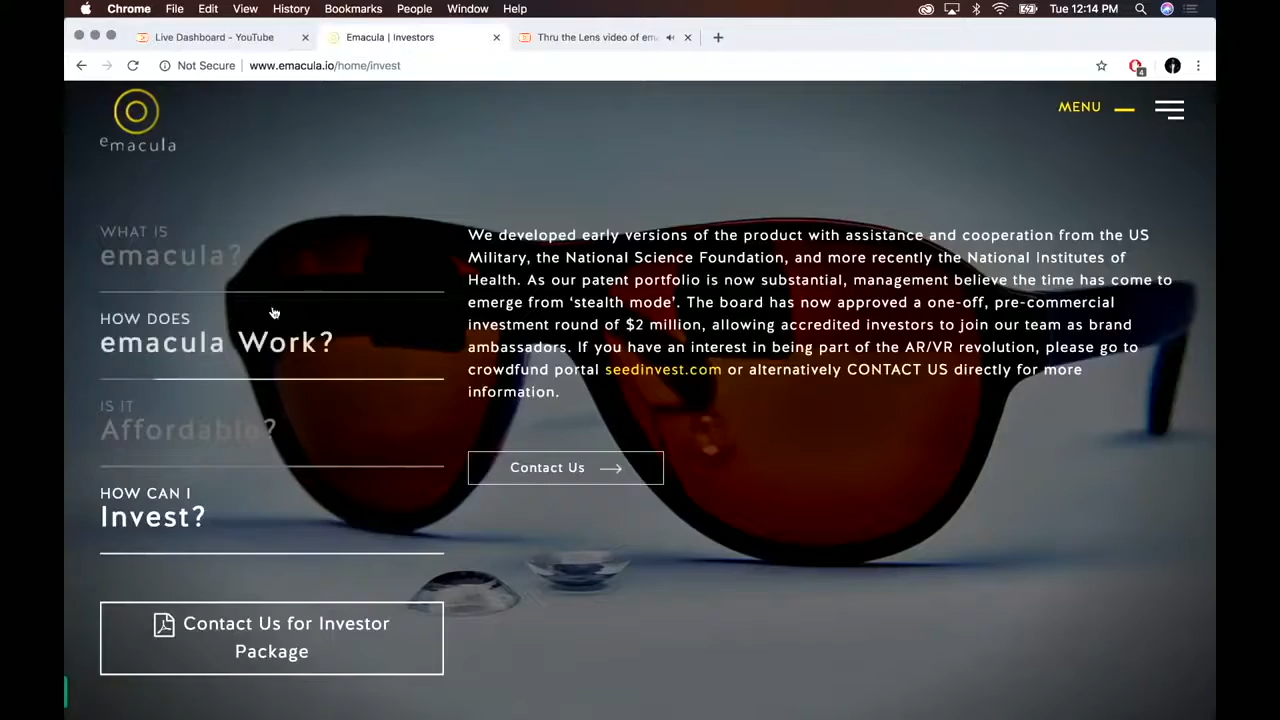 Chrome File Edit View History Bookmarks People Window Help Tue 12:14 PM
Live Dashboard - YouTube Emacula | Investors Thru the Lens video of em
Not Secure www.emacula.io/home/invest 4
emacula
MENU
WHAT IS
emacula?
HOW DOES
emacula Work?
IS IT
Affordable?
HOW CAN I
Invest?
Contact Us for Investor
Package
We developed early versions of the product with assistance and cooperation from the US
Military, the National Science Foundation, and more recently the National Institutes of
Health. As our patent portfolio is now substantial, management believe the time has come to
emerge from ‘stealth mode’. The board has now approved a one-off, pre-commercial
investment round of $2 million, allowing accredited investors to join our team as brand
ambassadors. If you have an interest in being part of the AR/VR revolution, please go to
crowdfund portal seedinvest.com or alternatively CONTACT US directly for more
information.
Contact Us